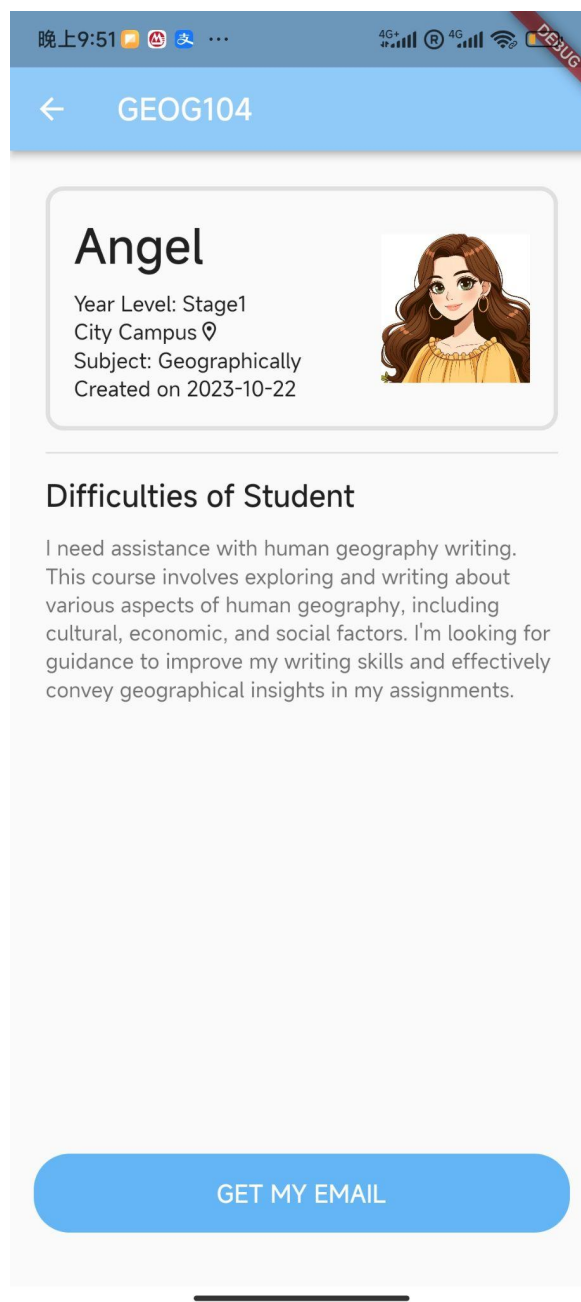 晚上9:51 ...
4G+ R 4G
DEBUG
GEOG104
Angel
Year Level: Stage1
City Campus
Subject: Geographically
Created on 2023-10-22
Difficulties of Student
I need assistance with human geography writing.
This course involves exploring and writing about
various aspects of human geography, including
cultural, economic, and social factors. I'm looking for
guidance to improve my writing skills and effectively
convey geographical insights in my assignments.
GET MY EMAIL